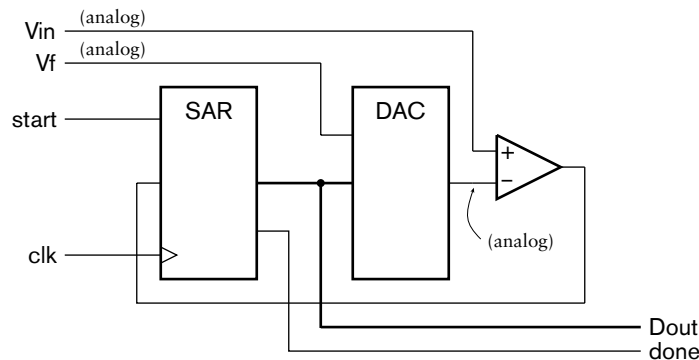 Vin (analog)
Vf (analog)
SAR
DAC
start
+
−
clk
(analog)
Dout
done